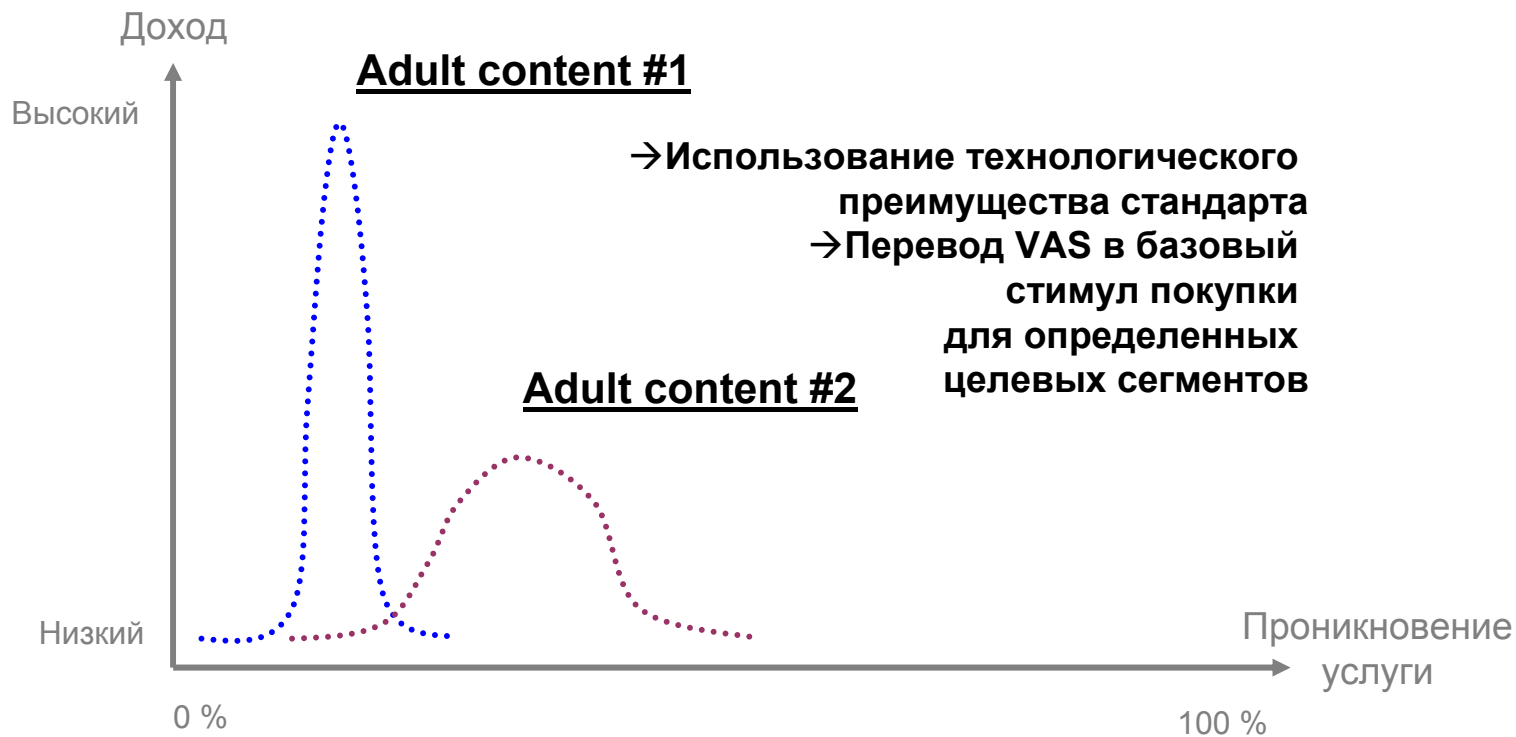 Доход
Adult content #1
Высокий
→Использование технологического
преимущества стандарта
→Перевод VAS в базовый
стимул покупки
для определенных
целевых сегментов
Adult content #2
Низкий
Проникновение
услуги
0 %
100 %